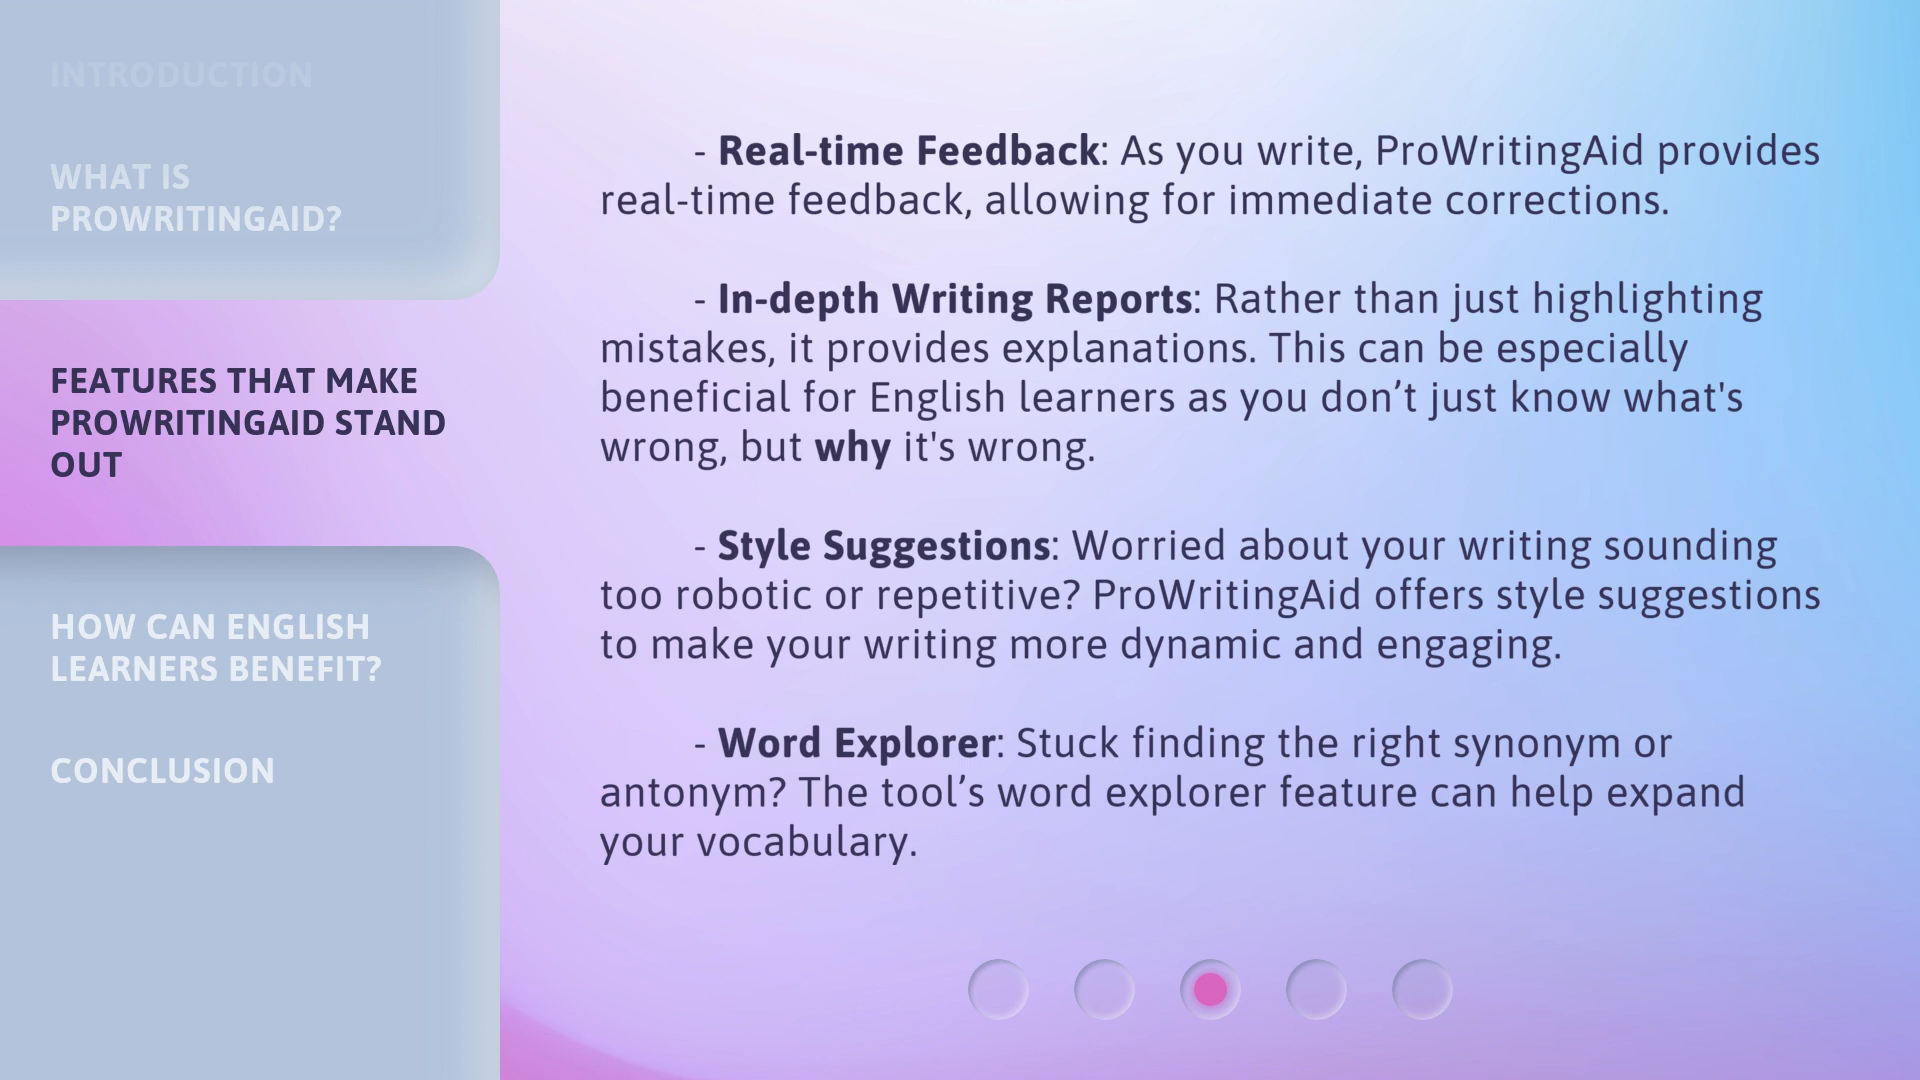 INTRODUCTION
WHAT IS
PROWRITINGAID?
FEATURES THAT MAKE
PROWRITINGAID STAND
OUT
HOW CAN ENGLISH
LEARNERS BENEFIT?
CONCLUSION
- Real-time Feedback: As you write, ProWritingAid provides
real-time feedback, allowing for immediate corrections.
- In-depth Writing Reports: Rather than just highlighting
mistakes, it provides explanations. This can be especially
beneficial for English learners as you don’t just know what's
wrong, but why it's wrong.
- Style Suggestions: Worried about your writing sounding
too robotic or repetitive? ProWritingAid offers style suggestions
to make your writing more dynamic and engaging.
- Word Explorer: Stuck finding the right synonym or
antonym? The tool’s word explorer feature can help expand
your vocabulary.